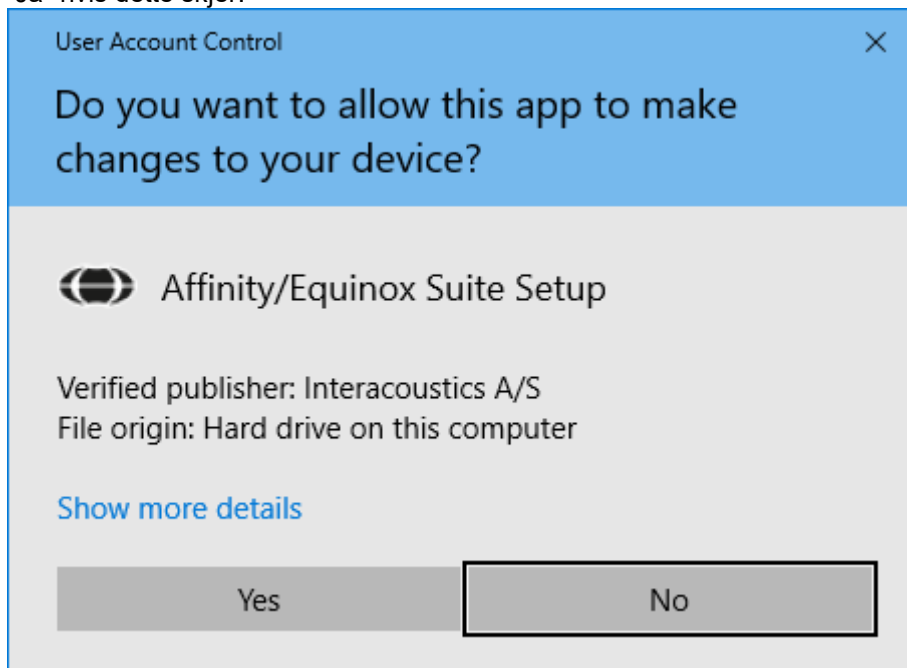 User Account Control
Do you want to allow this app to make
changes to your device?
Affinity/Equinox Suite Setup
Verified publisher: Interacoustics A/S
File origin: Hard drive on this computer
Show more details
Yes
No